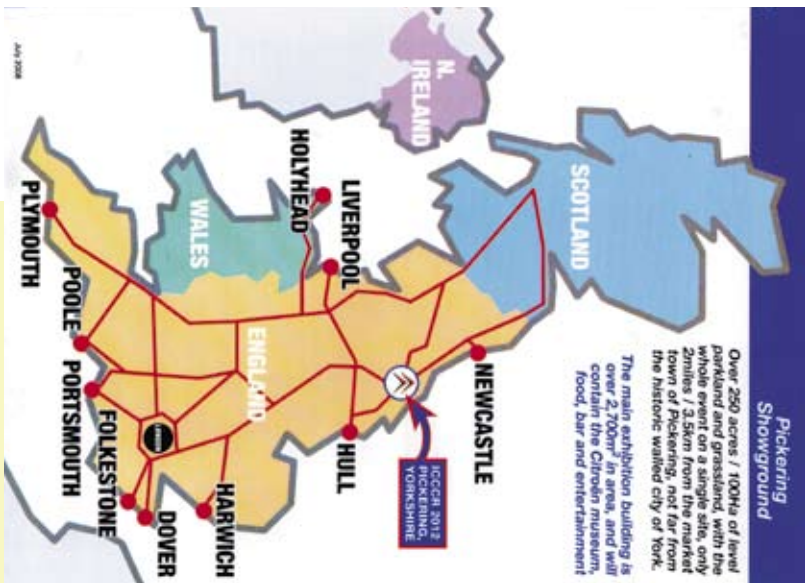 Pickering
Showground
Over 250 acres / 100Ha of level
parkland and grassland, with the
whole event on a single site, only
2miles / 3.5km from the market
town of Pickering, not far from
the historic walled city of York.
The main exhibition building is
over 2,700m² in area, and will
contain the Citroën museum,
food, bar and entertainment
SCOTLAND
N.
IRELAND
NEWCASTLE
ICCCR 2012
PICKERING,
YORKSHIRE
LIVERPOOL
HOLYHEAD
HULL
ENGLAND
WALES
HARWICH
LONDON
DOVER
FOLKESTONE
PORTSMOUTH
POOLE
PLYMOUTH
July 2008